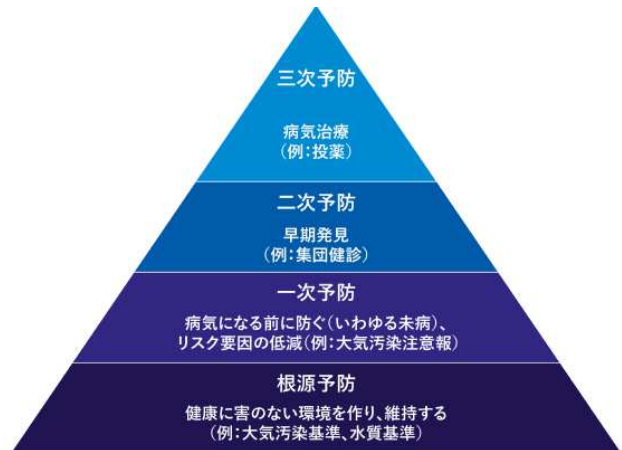 三次予防
病気治療
(例:投薬)
二次予防
早期発見
(例:集団健診)
一次予防
病気になる前に防ぐ(いわゆる未病)、
リスク要因の低減(例:大気汚染注意報)
根源予防
健康に害のない環境を作り、維持する
(例:大気汚染基準、水質基準)